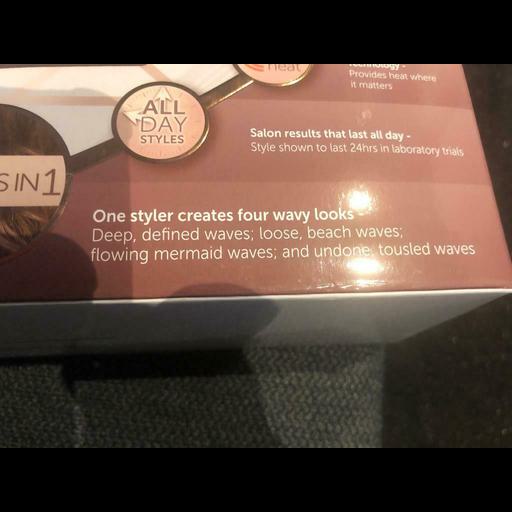 heat
Technology -
Provides heat where
it matters
ALL
DAY
STYLES
Salon results that last all day -
Style shown to last 24hrs in laboratory trials
S IN 1
One styler creates four wavy looks -
Deep, defined waves; loose, beach waves;
flowing mermaid waves; and undone, tousled waves